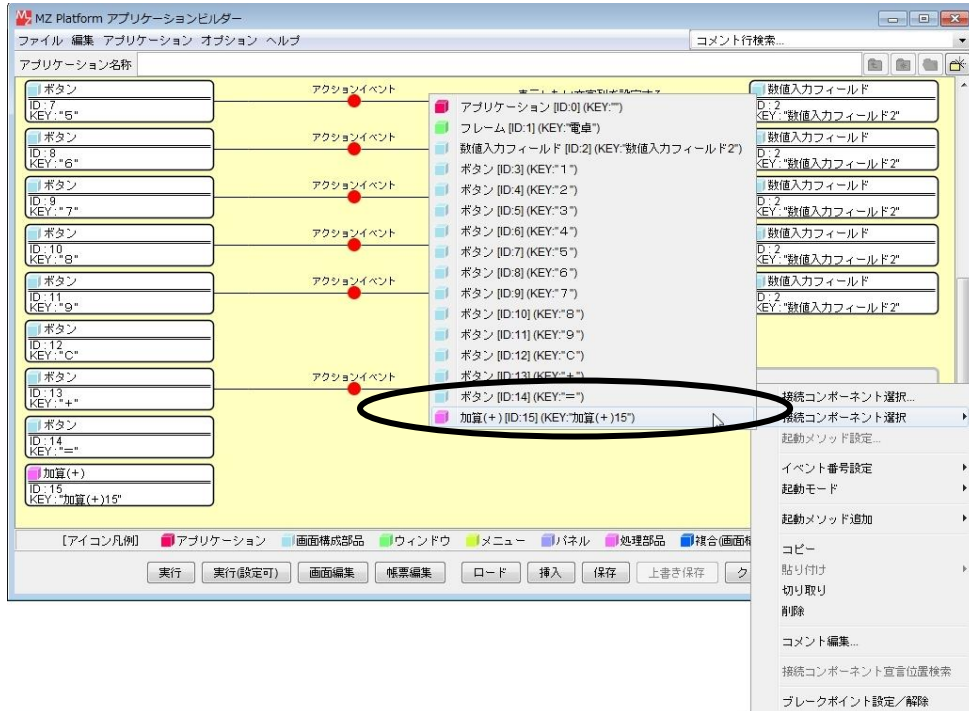 MZ Platform アプリケーションビルダー
ファイル 編集 アプリケーション オプション ヘルプ
コメント行検索...
アプリケーション名称
ボタン
ID : 7
KEY : "5"
アクションイベント
数値入力フィールド
D : 2
KEY : "数値入力フィールド2"
ボタン
ID : 8
KEY : "6"
アクションイベント
数値入力フィールド
D : 2
KEY : "数値入力フィールド2"
ボタン
ID : 9
KEY : "7"
アクションイベント
数値入力フィールド
D : 2
KEY : "数値入力フィールド2"
ボタン
ID : 10
KEY : "8"
アクションイベント
数値入力フィールド
D : 2
KEY : "数値入力フィールド2"
ボタン
ID : 11
KEY : "9"
アクションイベント
数値入力フィールド
D : 2
KEY : "数値入力フィールド2"
ボタン
ID : 12
KEY : "C"
ボタン
ID : 13
KEY : "+"
アクションイベント
ボタン
ID : 14
KEY : "="
加算(+)
ID : 15
KEY : "加算(+)15"
アプリケーション [ID:0] (KEY:"")
フレーム [ID:1] (KEY:"電卓")
数値入力フィールド [ID:2] (KEY:"数値入力フィールド2")
ボタン [ID:3] (KEY:"1")
ボタン [ID:4] (KEY:"2")
ボタン [ID:5] (KEY:"3")
ボタン [ID:6] (KEY:"4")
ボタン [ID:7] (KEY:"5")
ボタン [ID:8] (KEY:"6")
ボタン [ID:9] (KEY:"7")
ボタン [ID:10] (KEY:"8")
ボタン [ID:11] (KEY:"9")
ボタン [ID:12] (KEY:"C")
ボタン [ID:13] (KEY:"+")
ボタン [ID:14] (KEY:"=")
加算(+) [ID:15] (KEY:"加算(+)15")
接続コンポーネント選択...
接続コンポーネント選択
起動メソッド設定...
イベント番号設定
起動モード
起動メソッド追加
コピー
貼り付け
切り取り
削除
コメント編集...
接続コンポーネント宣言位置検索
ブレークポイント設定／解除
[アイコン凡例] アプリケーション 画面構成部品 ウィンドウ メニュー パネル 処理部品 複合(画面
実行 実行(設定可) 画面編集 帳票編集 ロード 挿入 保存 上書き保存 ク